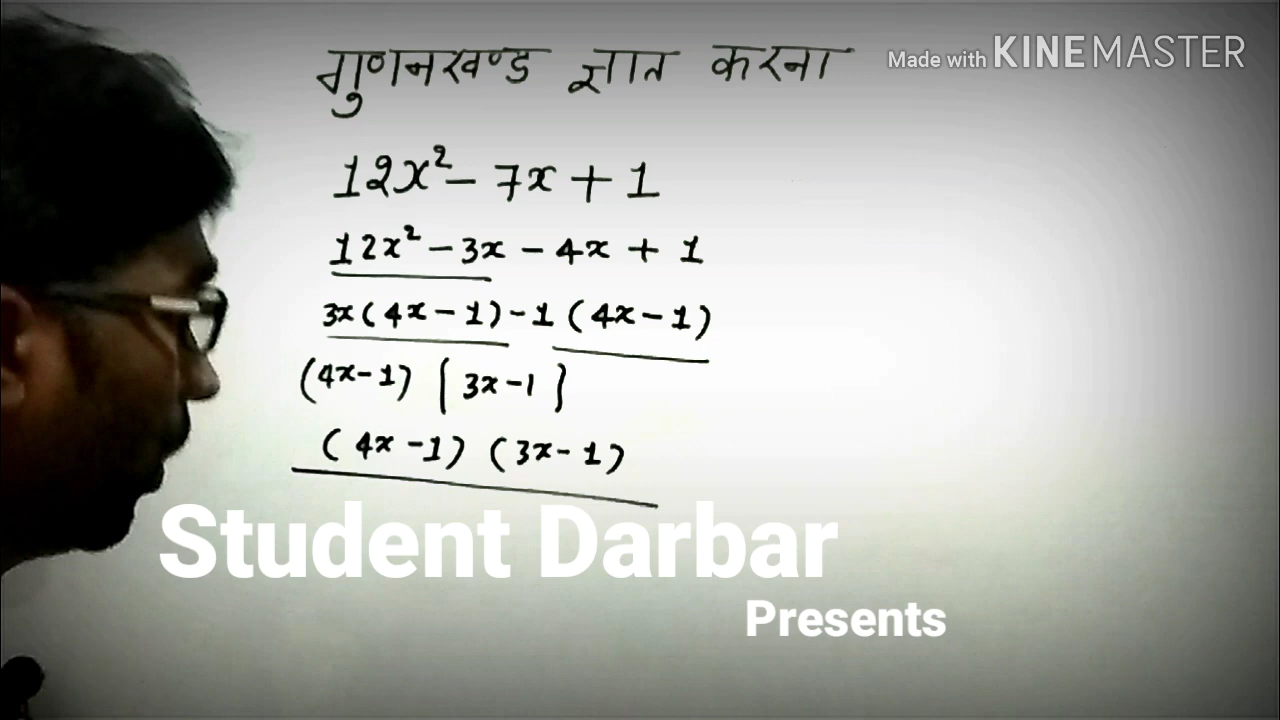 Made with KINEMASTER
गुणनखण्ड ज्ञात करना
12x² - 7x + 1
12x² - 3x - 4x + 1
3x(4x - 1) - 1 (4x - 1)
(4x - 1) [3x - 1}
(4x - 1) (3x - 1)
Student Darbar
Presents